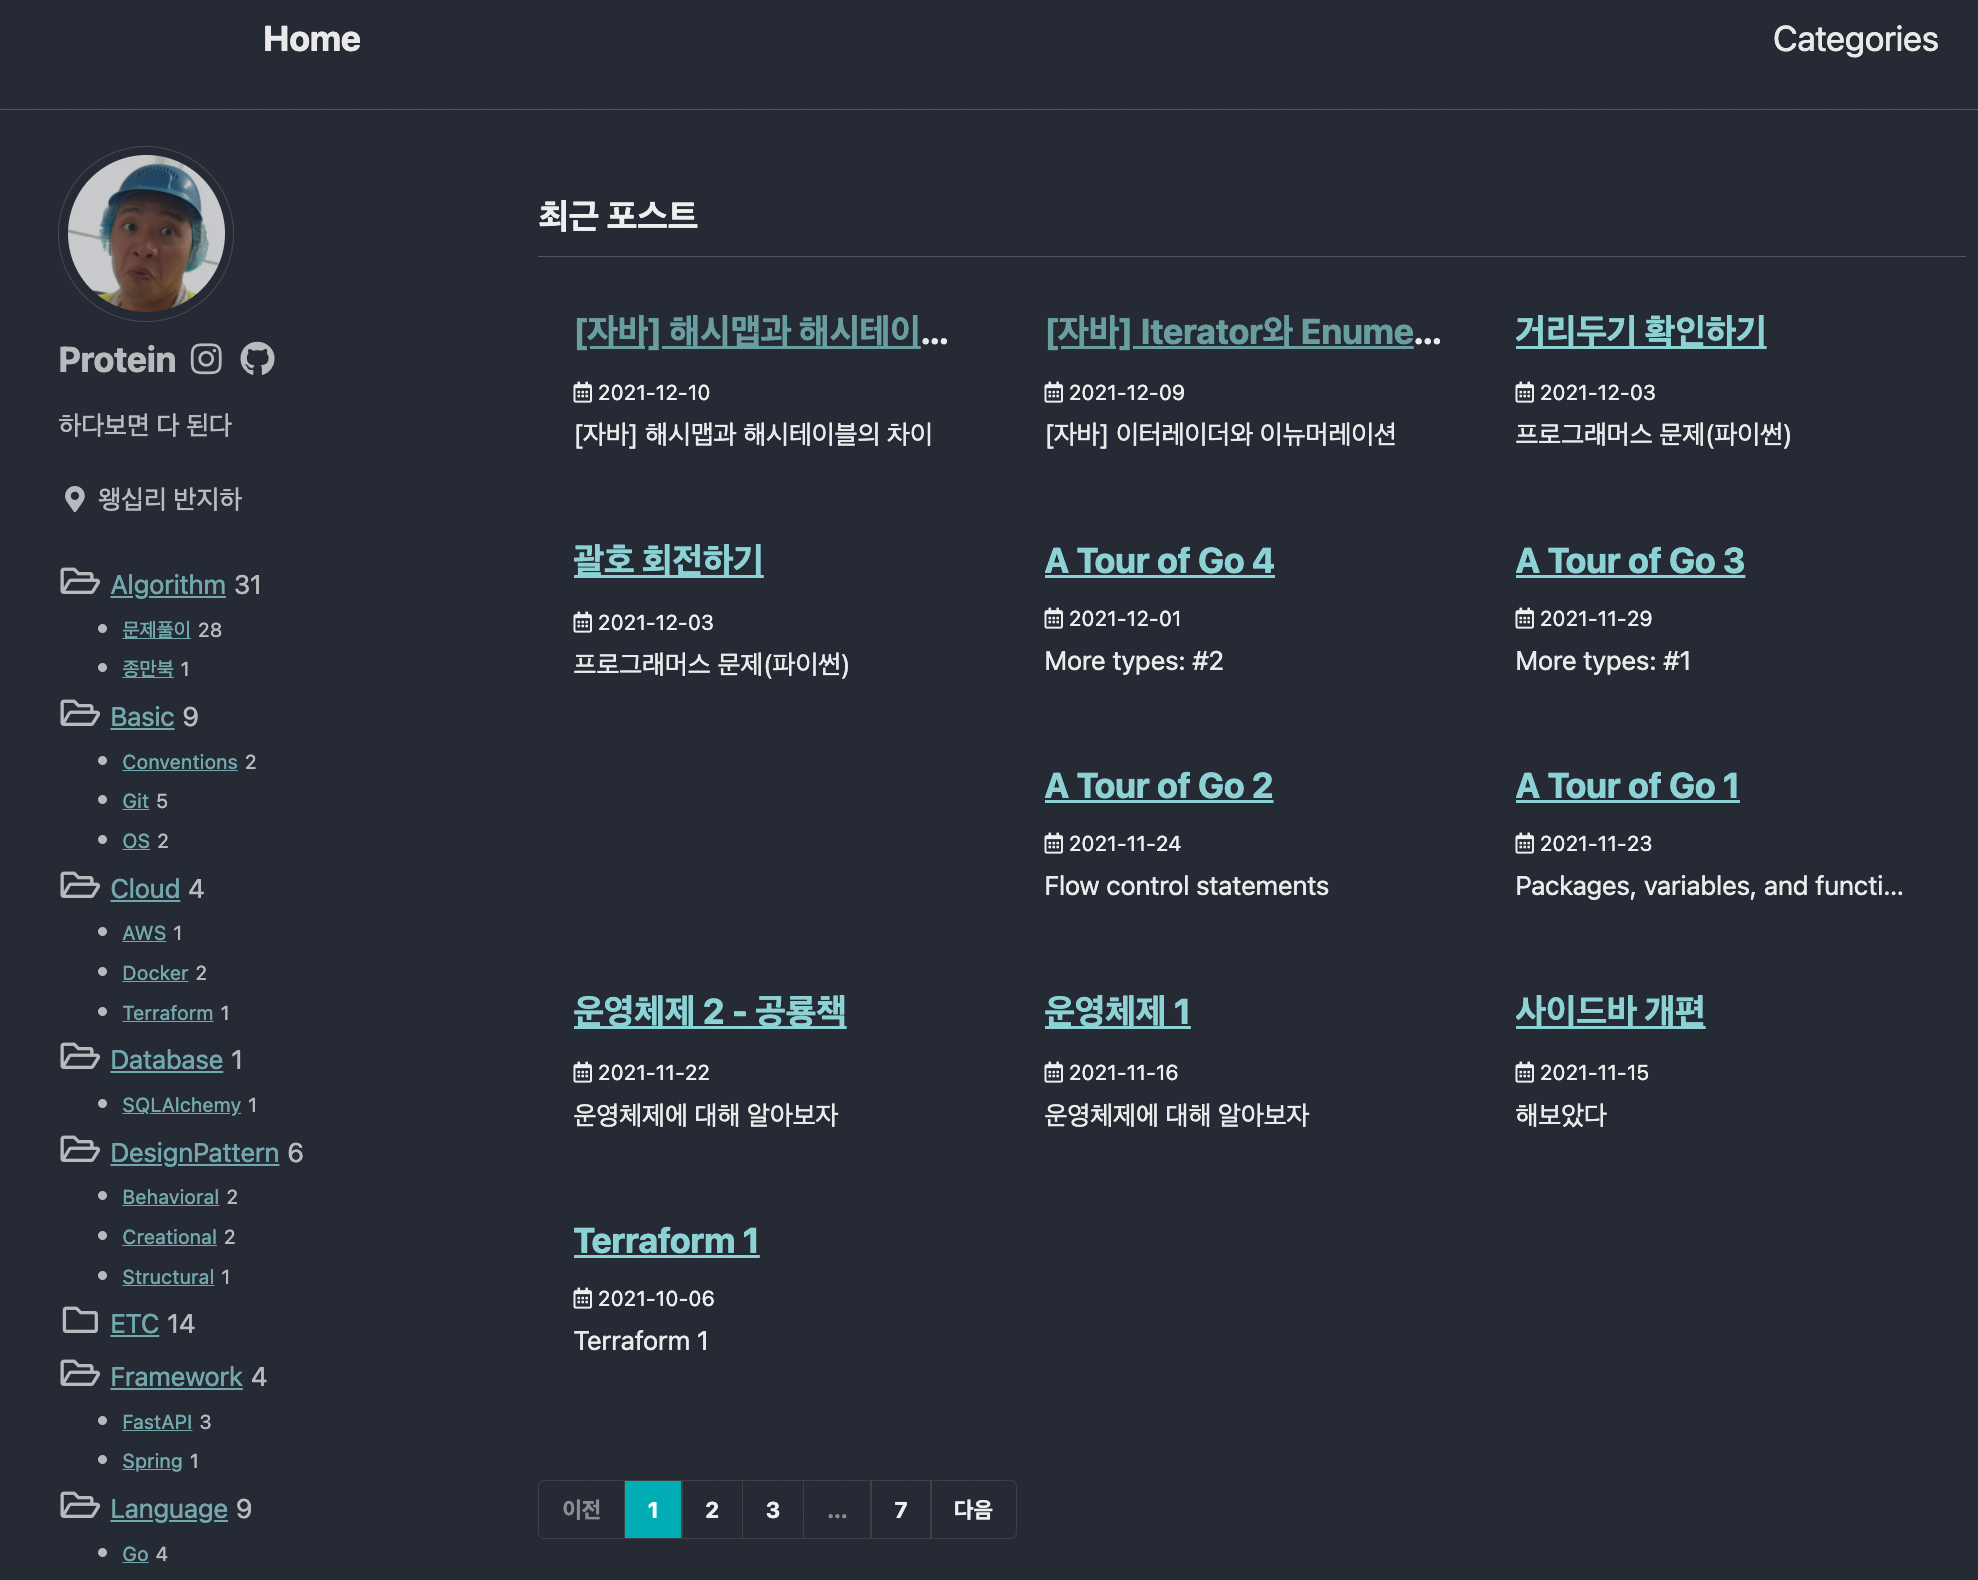 Home
Categories
Protein
하다보면 다 된다
왱십리 반지하
Algorithm 31
문제풀이 28
종만북 1
Basic 9
Conventions 2
Git 5
OS 2
Cloud 4
AWS 1
Docker 2
Terraform 1
Database 1
SQLAlchemy 1
DesignPattern 6
Behavioral 2
Creational 2
Structural 1
ETC 14
Framework 4
FastAPI 3
Spring 1
Language 9
Go 4
최근 포스트
[자바] 해시맵과 해시테이...
2021-12-10
[자바] 해시맵과 해시테이블의 차이
[자바] Iterator와 Enume...
2021-12-09
[자바] 이터레이더와 이뉴머레이션
거리두기 확인하기
2021-12-03
프로그래머스 문제(파이썬)
괄호 회전하기
2021-12-03
프로그래머스 문제(파이썬)
A Tour of Go 4
2021-12-01
More types: #2
A Tour of Go 3
2021-11-29
More types: #1
A Tour of Go 2
2021-11-24
Flow control statements
A Tour of Go 1
2021-11-23
Packages, variables, and functi...
운영체제 2 - 공룡책
2021-11-22
운영체제에 대해 알아보자
운영체제 1
2021-11-16
운영체제에 대해 알아보자
사이드바 개편
2021-11-15
해보았다
Terraform 1
2021-10-06
Terraform 1
이전 1 2 3 ... 7 다음